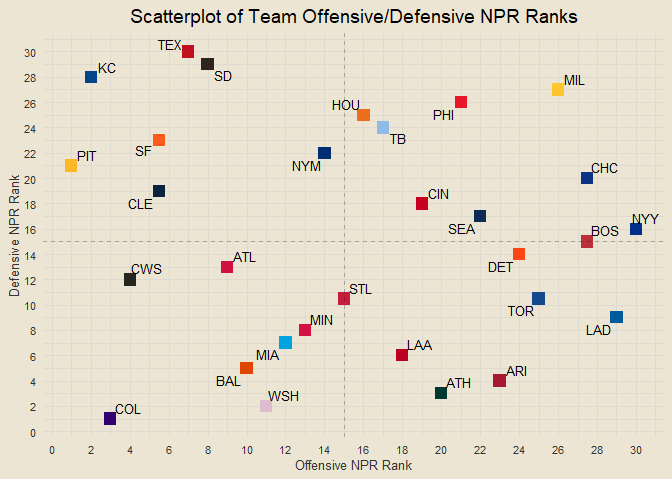 Scatterplot of Team Offensive/Defensive NPR Ranks
Defensive NPR Rank
30
28
26
24
22
20
18
16
14
12
10
8
6
4
2
0
TEX
KC
SD
MIL
HOU
PHI
TB
SF
NYM
PIT
CHC
CLE
CIN
SEA
NYY
BOS
ATL
CWS
DET
STL
TOR
MIN
LAD
MIA
LAA
BAL
ARI
ATH
WSH
COL
0 2 4 6 8 10 12 14 16 18 20 22 24 26 28 30
Offensive NPR Rank